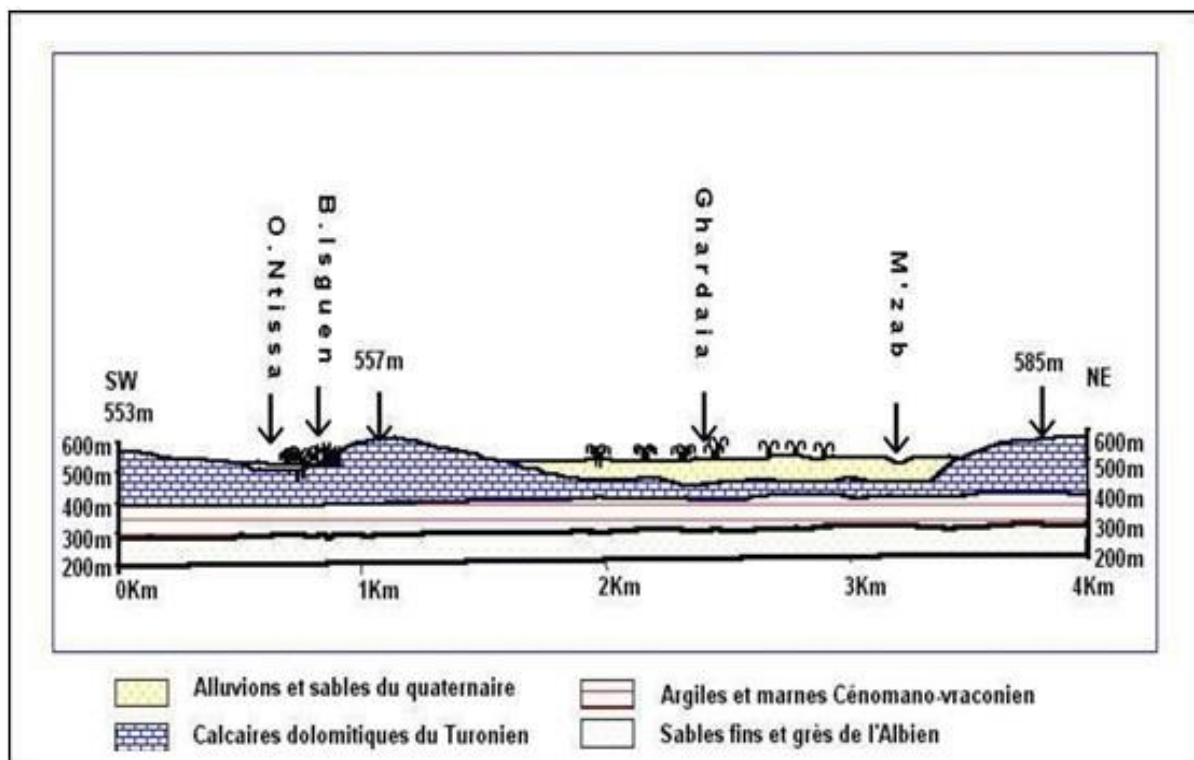 O.Ntissa
B.Isguen
Ghardaia
M'zab
557m
585m
SW
NE
553m
600m
500m
400m
300m
200m
600m
500m
400m
300m
200m
0Km
1Km
2Km
3Km
4Km
Alluvions et sables du quaternaire
Argiles et marnes Cénomano-vraconien
Calcaires dolomitiques du Turonien
Sables fins et grès de l'Albien